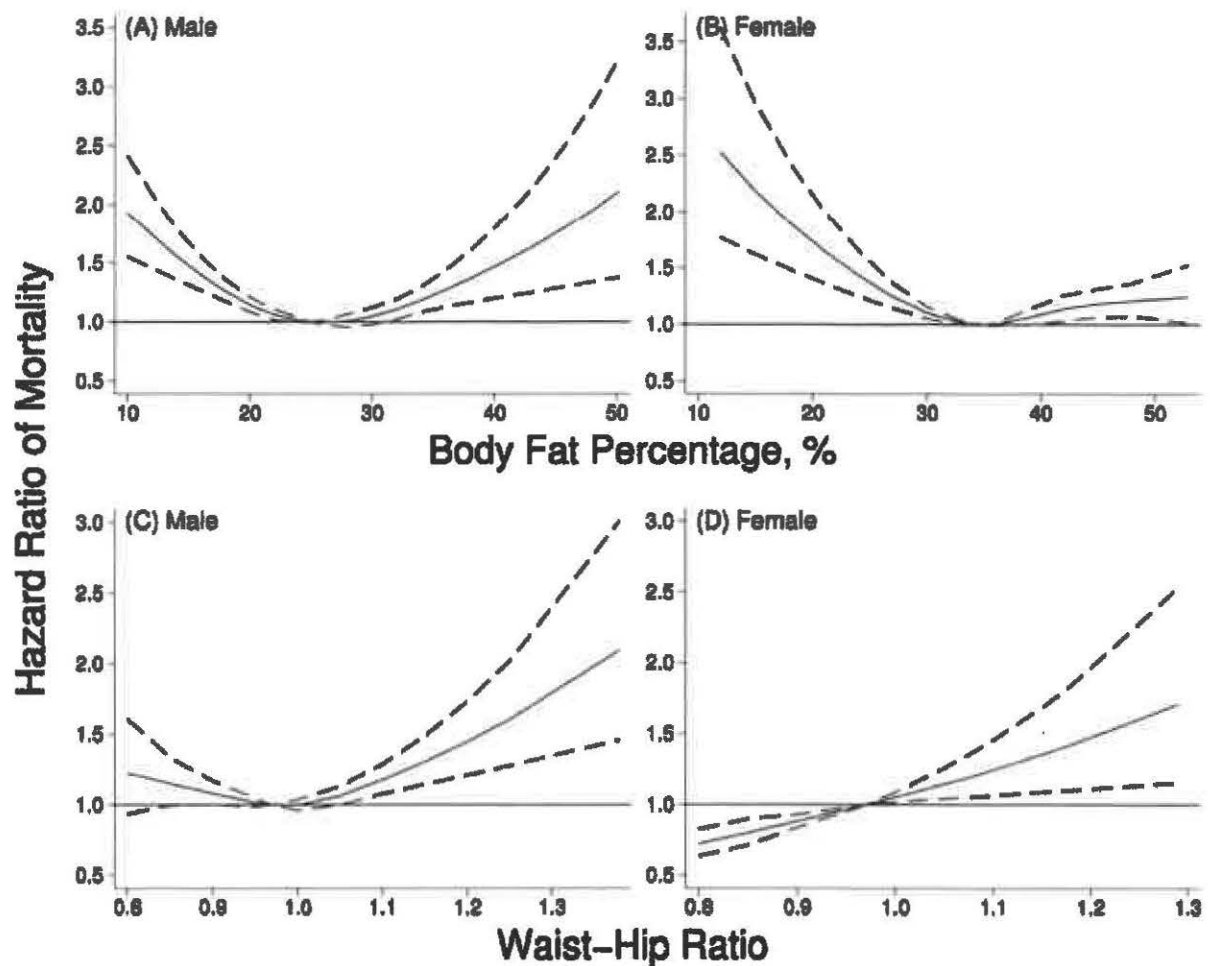 Hazard Ratio of Mortality
(A) Male
3.5
3.0
2.5
2.0
1.5
1.0
0.5
10 20 30 40 50
(B) Female
3.5
3.0
2.5
2.0
1.5
1.0
0.5
10 20 30 40 50
Body Fat Percentage, %
(C) Male
3.0
2.5
2.0
1.5
1.0
0.5
0.8 0.9 1.0 1.1 1.2 1.3
(D) Female
3.0
2.5
2.0
1.5
1.0
0.5
0.8 0.9 1.0 1.1 1.2 1.3
Waist-Hip Ratio